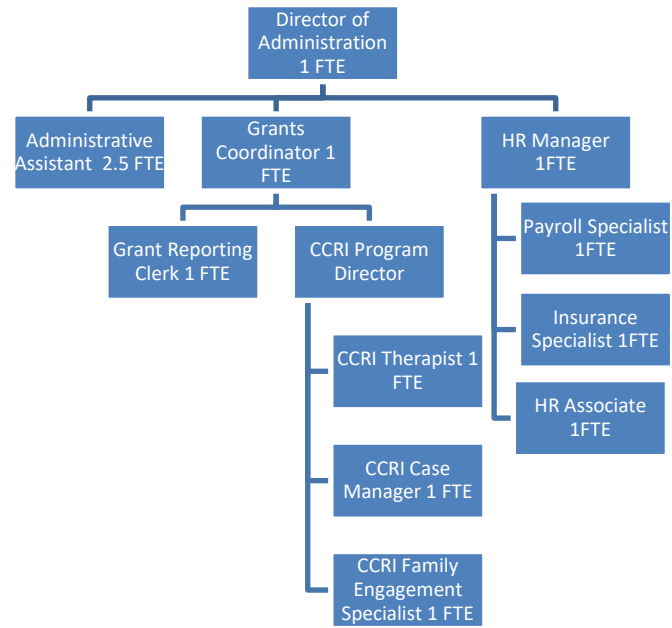 Director of
Administration
1 FTE
Administrative
Assistant 2.5 FTE
Grants
Coordinator 1
FTE
HR Manager
1FTE
Grant Reporting
Clerk 1 FTE
CCRI Program
Director
Payroll Specialist
1FTE
Insurance
Specialist 1FTE
HR Associate
1FTE
CCRI Therapist 1
FTE
CCRI Case
Manager 1 FTE
CCRI Family
Engagement
Specialist 1 FTE